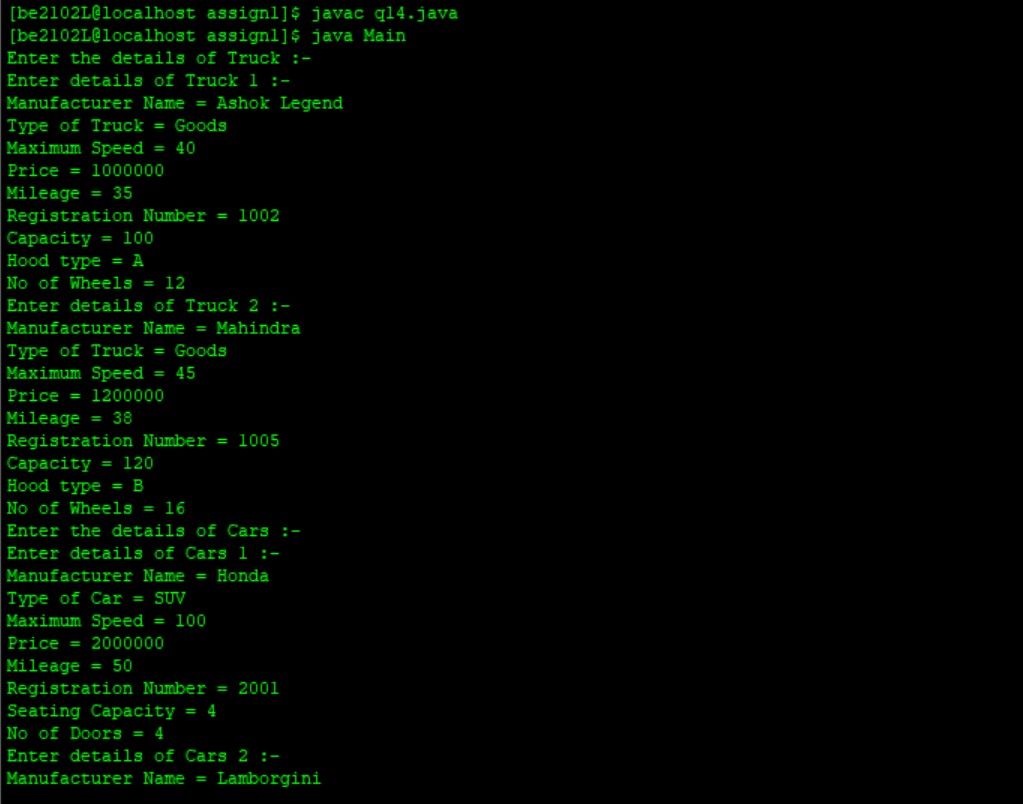 [be2102L@localhost assign1]$ javac q14.java
[be2102L@localhost assign1]$ java Main
Enter the details of Truck :-
Enter details of Truck 1 :-
Manufacturer Name = Ashok Legend
Type of Truck = Goods
Maximum Speed = 40
Price = 1000000
Mileage = 35
Registration Number = 1002
Capacity = 100
Hood type = A
No of Wheels = 12
Enter details of Truck 2 :-
Manufacturer Name = Mahindra
Type of Truck = Goods
Maximum Speed = 45
Price = 1200000
Mileage = 38
Registration Number = 1005
Capacity = 120
Hood type = B
No of Wheels = 16
Enter the details of Cars :-
Enter details of Cars 1 :-
Manufacturer Name = Honda
Type of Car = SUV
Maximum Speed = 100
Price = 2000000
Mileage = 50
Registration Number = 2001
Seating Capacity = 4
No of Doors = 4
Enter details of Cars 2 :-
Manufacturer Name = Lamborgini